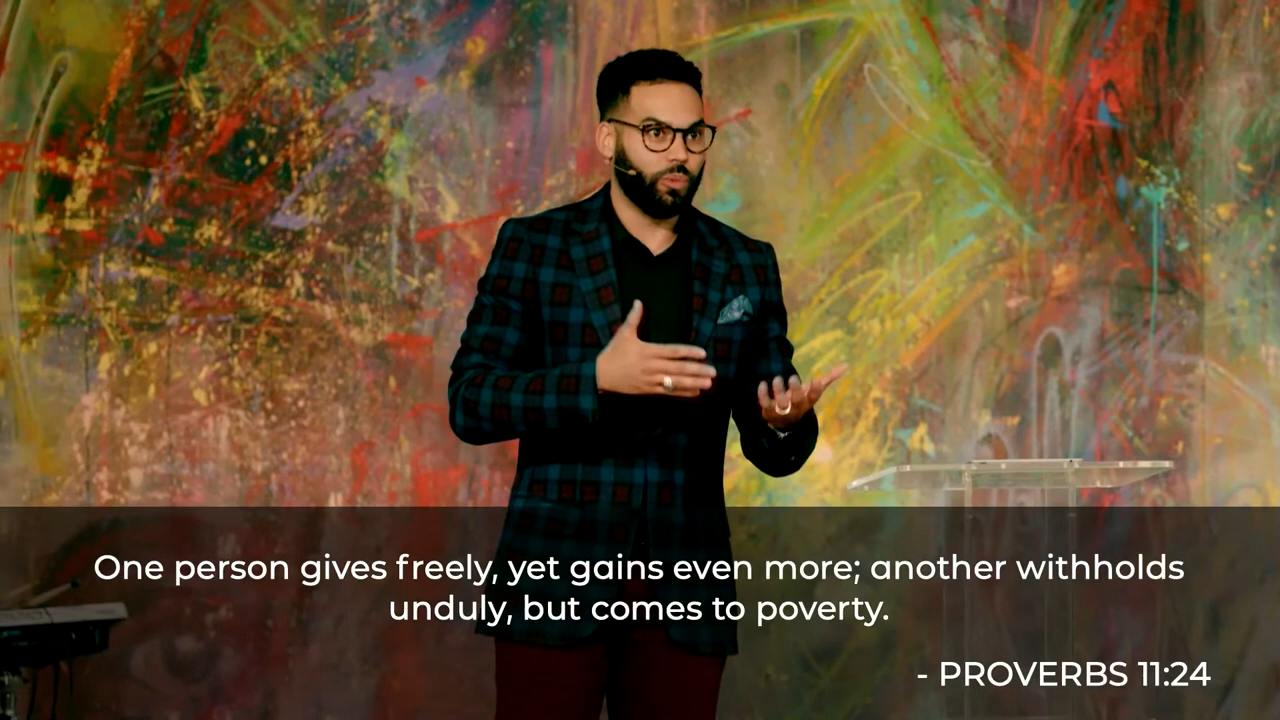 One person gives freely, yet gains even more; another withholds
unduly, but comes to poverty.
- PROVERBS 11:24